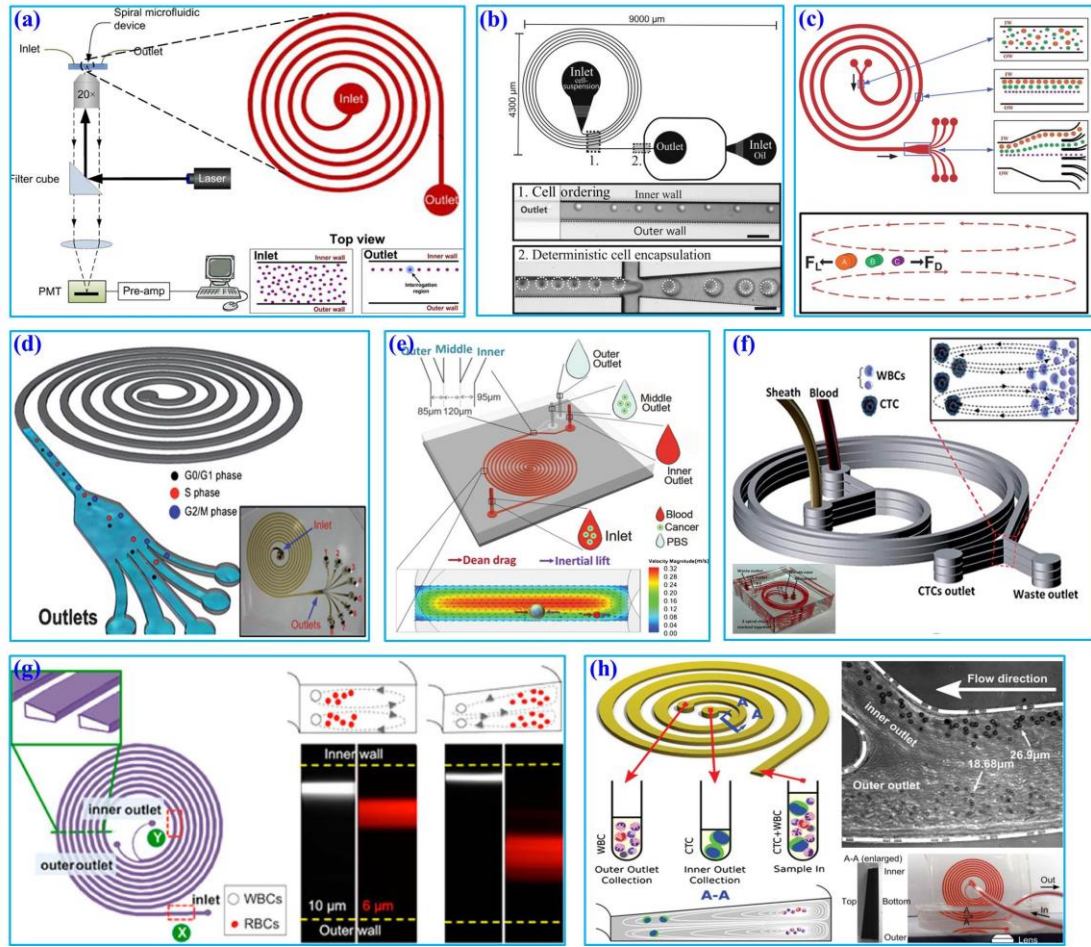 (a)
Spiral microfluidic
device
Inlet
Outlet
20×
Filter cube
Laser
PMT
Pre-amp
Inlet
Outlet
Top view
Inlet
Inner wall
Outer wall
Outlet
Inner wall
Interrogation
region
Outer wall
(b)
9000 µm
4300 µm
Inlet
cell-
suspension
1.
2.
Outlet
Inlet
Oil
1. Cell ordering
Inner wall
Outlet
Outer wall
2. Deterministic cell encapsulation
(c)
FL
A
B
C
FD
(d)
G0/G1 phase
S phase
G2/M phase
Outlets
Inlet
Outlets
(e)
Outer Middle Inner
85µm
120µm
95µm
Outer
Outlet
Middle
Outlet
Inner
Outlet
Inlet
Blood
Cancer
PBS
Dean drag
Inertial lift
Velocity Magnitude[m/s]
0.32
0.28
0.24
0.20
0.16
0.12
0.08
0.04
0.00
(f)
Sheath
Blood
WBCs
CTC
CTCs outlet
Waste outlet
(g)
inner outlet
Y
outer outlet
inlet
X
WBCs
RBCs
Inner wall
10 µm
6 µm
Outer wall
(h)
A
A
WBC
Outer Outlet
Collection
CTC
Inner Outlet
Collection
CTC+WBC
Sample In
A-A
Flow direction
inner outlet
26.9µm
18.68µm
Outer outlet
A-A (enlarged)
Inner
Top
Bottom
Outer
Out
In
A
A
Lens